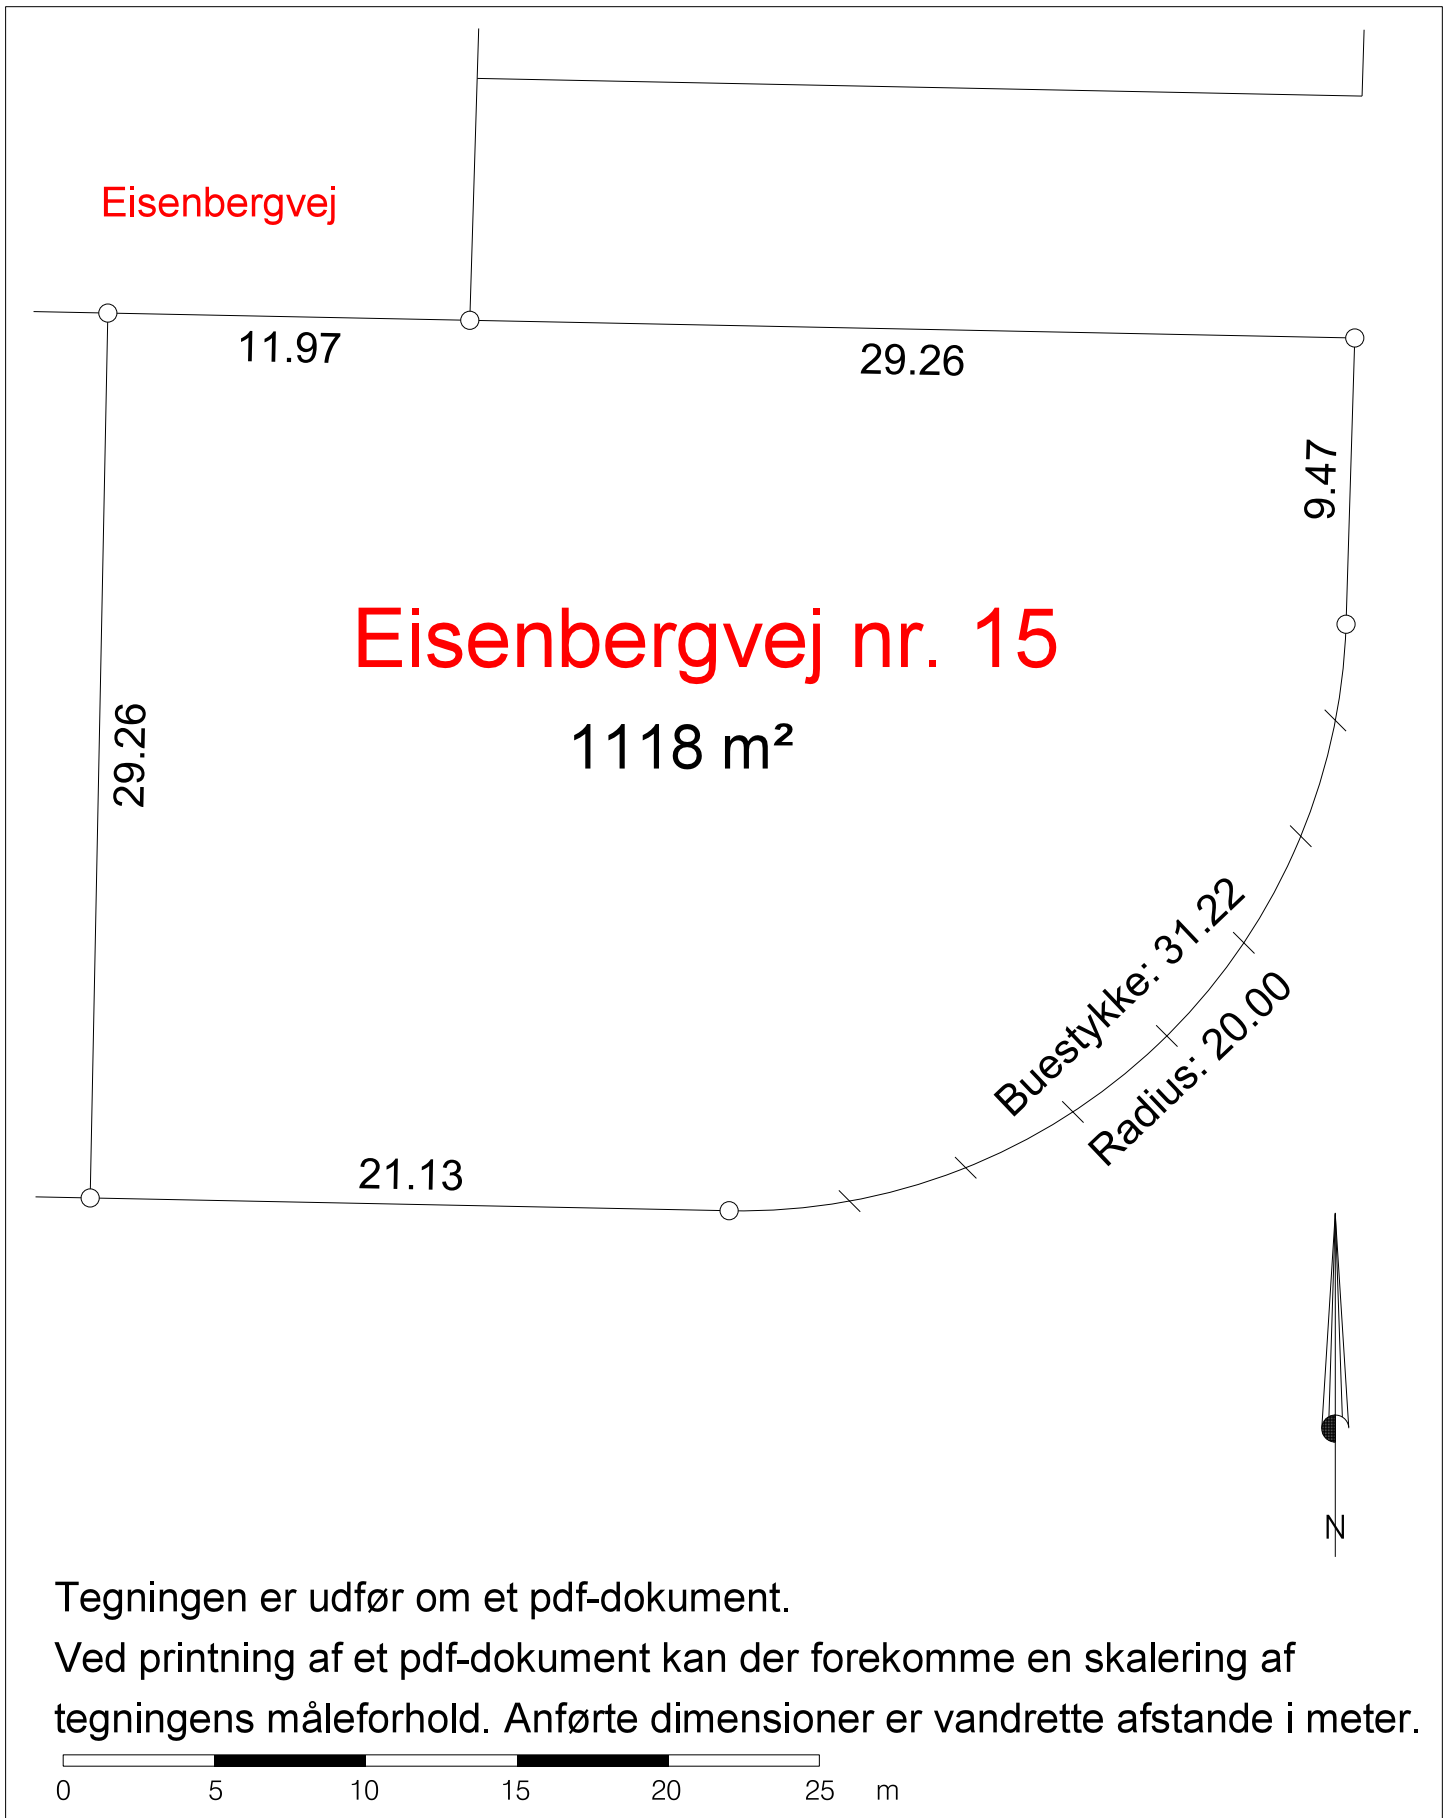 Eisenbergvej
11.97
29.26
9.47
Eisenbergvej nr. 15
1118 m²
29.26
Buestykke: 31.22
Radius: 20.00
21.13
N
Tegningen er udfør om et pdf-dokument.
Ved printning af et pdf-dokument kan der forekomme en skalering af
tegningens måleforhold. Anførte dimensioner er vandrette afstande i meter.
0 5 10 15 20 25 m